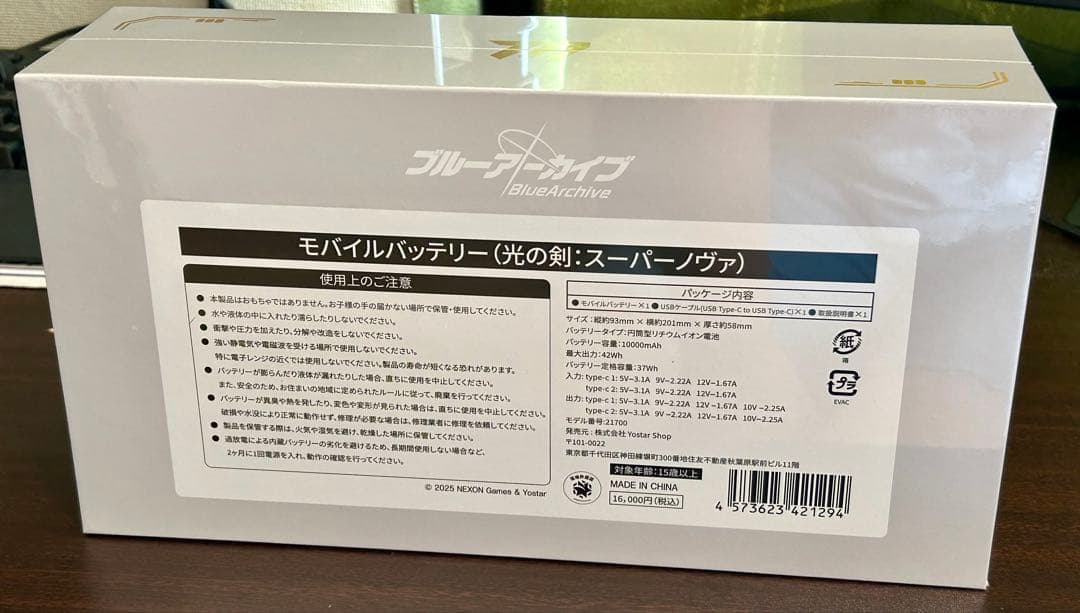 ブルーアーカイブ
BlueArchive
モバイルバッテリー(光の剣:スーパーノヴァ)
使用上のご注意
● 本製品はおもちゃではありません。お子様の手の届かない場所で保管・使用してください。
● 水や液体の中に入れたり濡らしたりしないでください。
● 衝撃や圧力を加えたり、分解や改造をしないでください。
● 強い静電気や電磁波を受ける場所で使用しないでください。
特に電子レンジの近くでは使用しないでください。製品の寿命が短くなる恐れがあります。
● バッテリーが膨らんだり液体が漏れたりした場合、直ちに使用を中止してください。
また、安全のため、お住まいの地域に定められたルールに従って、廃棄を行ってください。
● バッテリーが異臭や熱を発したり、変色や変形が見られた場合は、直ちに使用を中止してください。
破損や水没により正常に動作せず、修理が必要な場合は、修理業者に修理を依頼してください。
● 製品を保管する際は、火気や湿気を避け、乾燥した場所に保管してください。
● 過放電による内蔵バッテリーの劣化を避けるため、長期間使用しない場合など、
2ヶ月に1回電源を入れ、動作の確認を行ってください。
© 2025 NEXON Games & Yostar
パッケージ内容
● モバイルバッテリー×1 ● USBケーブル(USB Type-C to USB Type-C)×1 ● 取扱説明書×1
サイズ:縦約93mm × 横約201mm × 厚さ約58mm
バッテリータイプ:円筒型リチウムイオン電池
バッテリー容量:10000mAh
最大出力:42Wh
バッテリー定格容量:37Wh
入力: type-c 1: 5V⎓3.1A 9V⎓2.22A 12V⎓1.67A
type-c 2: 5V⎓3.1A 9V⎓2.22A 12V⎓1.67A
出力: type-c 1: 5V⎓3.1A 9V⎓2.22A 12V⎓1.67A 10V⎓2.25A
type-c 2: 5V⎓3.1A 9V⎓2.22A 12V⎓1.67A 10V⎓2.25A
モデル番号:21700
発売元:株式会社 Yostar Shop
〒101-0022
東京都千代田区神田練塀町300番地住友不動産秋葉原駅前ビル11階
紙
箱
プラ
EVAC
対象年齢:15歳以上
MADE IN CHINA
16,000円(税込)
4 573623 421294